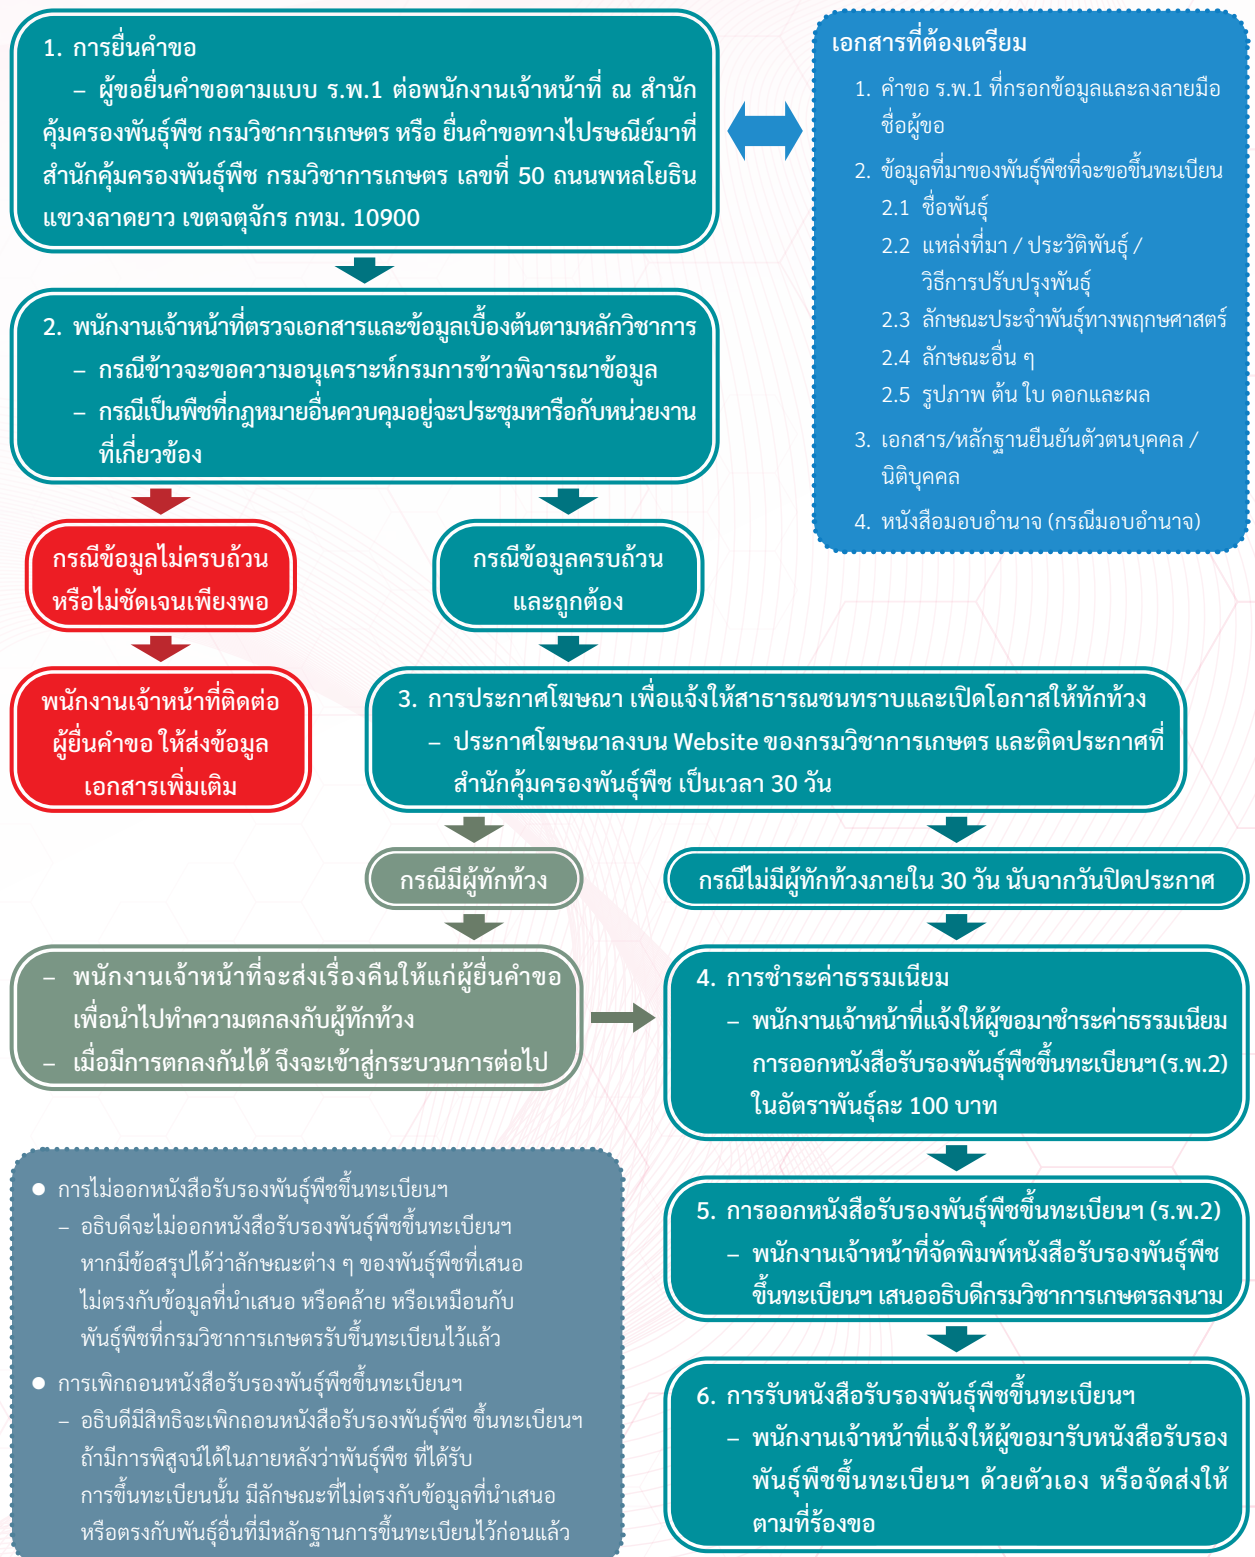 1. การยื่นคำขอ
– ผู้ขอยื่นคำขอตามแบบ ร.พ.1 ต่อพนักงานเจ้าหน้าที่ ณ สำนัก
คุ้มครองพันธุ์พืช กรมวิชาการเกษตร หรือ ยื่นคำขอทางไปรษณีย์มาที่
สำนักคุ้มครองพันธุ์พืช กรมวิชาการเกษตร เลขที่ 50 ถนนพหลโยธิน
แขวงลาดยาว เขตจตุจักร กทม. 10900
เอกสารที่ต้องเตรียม
1. คำขอ ร.พ.1 ที่กรอกข้อมูลและลงลายมือ
ชื่อผู้ขอ
2. ข้อมูลที่มาของพันธุ์พืชที่จะขอขึ้นทะเบียน
2.1 ชื่อพันธุ์
2.2 แหล่งที่มา / ประวัติพันธุ์ /
วิธีการปรับปรุงพันธุ์
2.3 ลักษณะประจำพันธุ์ทางพฤกษศาสตร์
2.4 ลักษณะอื่น ๆ
2.5 รูปภาพ ต้น ใบ ดอกและผล
3. เอกสาร/หลักฐานยืนยันตัวตนบุคคล /
นิติบุคคล
4. หนังสือมอบอำนาจ (กรณีมอบอำนาจ)
2. พนักงานเจ้าหน้าที่ตรวจเอกสารและข้อมูลเบื้องต้นตามหลักวิชาการ
– กรณีข้าวจะขอความอนุเคราะห์กรมการข้าวพิจารณาข้อมูล
– กรณีเป็นพืชที่กฎหมายอื่นควบคุมอยู่จะประชุมหารือกับหน่วยงาน
ที่เกี่ยวข้อง
กรณีข้อมูลไม่ครบถ้วน
หรือไม่ชัดเจนเพียงพอ
กรณีข้อมูลครบถ้วน
และถูกต้อง
พนักงานเจ้าหน้าที่ติดต่อ
ผู้ยื่นคำขอ ให้ส่งข้อมูล
เอกสารเพิ่มเติม
3. การประกาศโฆษณา เพื่อแจ้งให้สาธารณชนทราบและเปิดโอกาสให้ทักท้วง
– ประกาศโฆษณาลงบน Website ของกรมวิชาการเกษตร และติดประกาศที่
สำนักคุ้มครองพันธุ์พืช เป็นเวลา 30 วัน
กรณีมีผู้ทักท้วง
กรณีไม่มีผู้ทักท้วงภายใน 30 วัน นับจากวันปิดประกาศ
– พนักงานเจ้าหน้าที่จะส่งเรื่องคืนให้แก่ผู้ยื่นคำขอ
เพื่อนำไปทำความตกลงกับผู้ทักท้วง
– เมื่อมีการตกลงกันได้ จึงจะเข้าสู่กระบวนการต่อไป
4. การชำระค่าธรรมเนียม
– พนักงานเจ้าหน้าที่แจ้งให้ผู้ขอมาชำระค่าธรรมเนียม
การออกหนังสือรับรองพันธุ์พืชขึ้นทะเบียนฯ (ร.พ.2)
ในอัตราพันธุ์ละ 100 บาท
5. การออกหนังสือรับรองพันธุ์พืชขึ้นทะเบียนฯ (ร.พ.2)
– พนักงานเจ้าหน้าที่จัดพิมพ์หนังสือรับรองพันธุ์พืช
ขึ้นทะเบียนฯ เสนออธิบดีกรมวิชาการเกษตรลงนาม
6. การรับหนังสือรับรองพันธุ์พืชขึ้นทะเบียนฯ
– พนักงานเจ้าหน้าที่แจ้งให้ผู้ขอมารับหนังสือรับรอง
พันธุ์พืชขึ้นทะเบียนฯ ด้วยตัวเอง หรือจัดส่งให้
ตามที่ร้องขอ
● การไม่ออกหนังสือรับรองพันธุ์พืชขึ้นทะเบียนฯ
– อธิบดีจะไม่ออกหนังสือรับรองพันธุ์พืชขึ้นทะเบียนฯ
หากมีข้อสรุปได้ว่าลักษณะต่าง ๆ ของพันธุ์พืชที่เสนอ
ไม่ตรงกับข้อมูลที่นำเสนอ หรือคล้าย หรือเหมือนกับ
พันธุ์พืชที่กรมวิชาการเกษตรรับขึ้นทะเบียนไว้แล้ว
● การเพิกถอนหนังสือรับรองพันธุ์พืชขึ้นทะเบียนฯ
– อธิบดีมีสิทธิจะเพิกถอนหนังสือรับรองพันธุ์พืช ขึ้นทะเบียนฯ
ถ้ามีการพิสูจน์ได้ในภายหลังว่าพันธุ์พืช ที่ได้รับ
การขึ้นทะเบียนนั้น มีลักษณะที่ไม่ตรงกับข้อมูลที่นำเสนอ
หรือตรงกับพันธุ์อื่นที่มีหลักฐานการขึ้นทะเบียนไว้ก่อนแล้ว